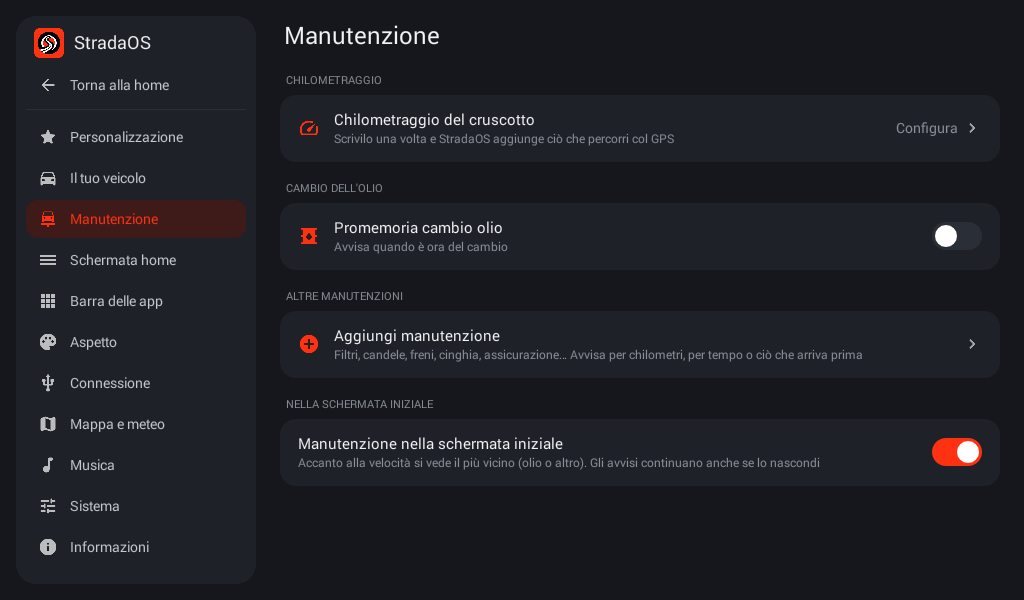 StradaOS
Torna alla home
Personalizzazione
Il tuo veicolo
Manutenzione
Schermata home
Barra delle app
Aspetto
Connessione
Mappa e meteo
Musica
Sistema
Informazioni
Manutenzione
CHILOMETRAGGIO
Chilometraggio del cruscotto
Scrivilo una volta e StradaOS aggiunge ciò che percorri col GPS
Configura
CAMBIO DELL'OLIO
Promemoria cambio olio
Avvisa quando è ora del cambio
ALTRE MANUTENZIONI
Aggiungi manutenzione
Filtri, candele, freni, cinghia, assicurazione… Avvisa per chilometri, per tempo o ciò che arriva prima
NELLA SCHERMATA INIZIALE
Manutenzione nella schermata iniziale
Accanto alla velocità si vede il più vicino (olio o altro). Gli avvisi continuano anche se lo nascondi